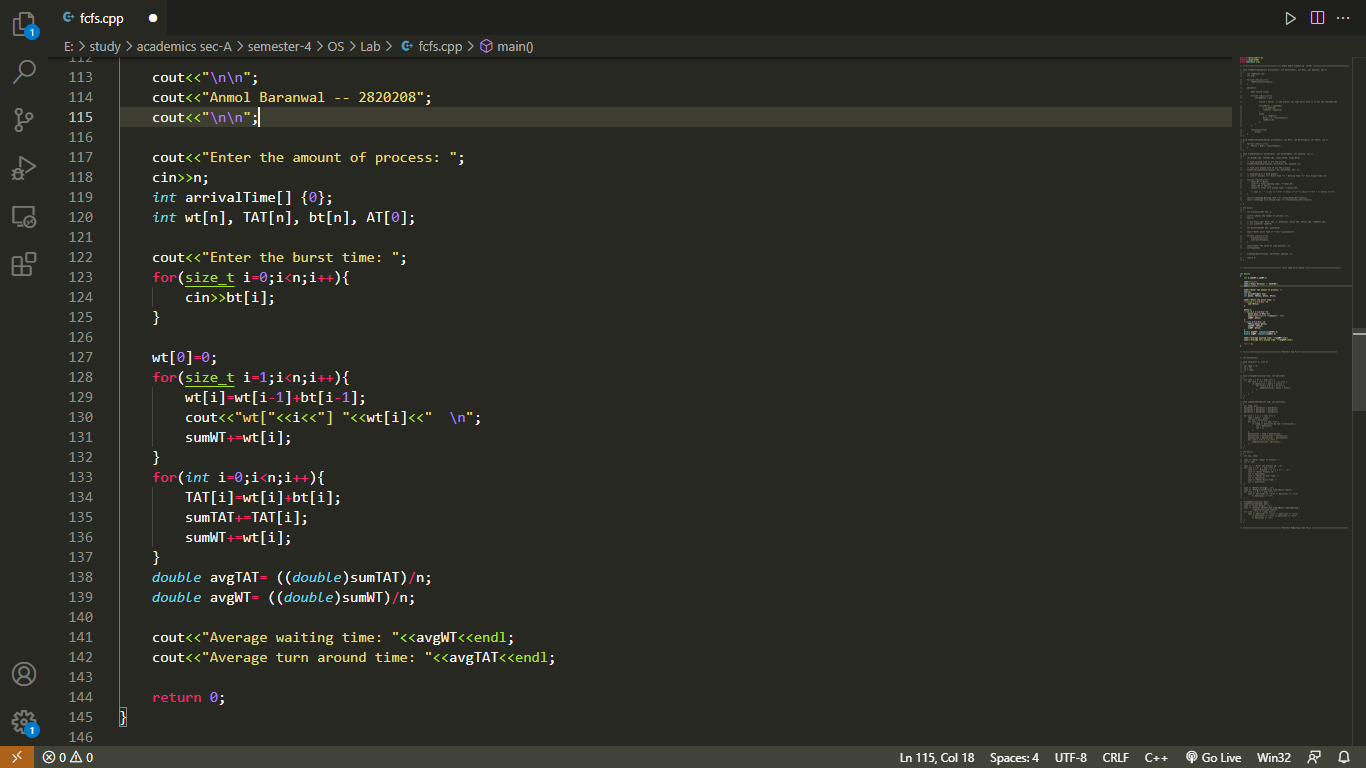 fcfs.cpp
1
E: > study > academics sec-A > semester-4 > OS > Lab > fcfs.cpp > main()
112
113 cout<<"\n\n";
114 cout<<"Anmol Baranwal -- 2820208";
115 cout<<"\n\n";
116
117 cout<<"Enter the amount of process: ";
118 cin>>n;
119 int arrivalTime[] {0};
120 int wt[n], TAT[n], bt[n], AT[0];
121
122 cout<<"Enter the burst time: ";
123 for(size_t i=0;i<n;i++){
124 cin>>bt[i];
125 }
126
127 wt[0]=0;
128 for(size_t i=1;i<n;i++){
129 wt[i]=wt[i-1]+bt[i-1];
130 cout<<"wt["<<i<<"] "<<wt[i]<<"  \n";
131 sumWT+=wt[i];
132 }
133 for(int i=0;i<n;i++){
134 TAT[i]=wt[i]+bt[i];
135 sumTAT+=TAT[i];
136 sumWT+=wt[i];
137 }
138 double avgTAT= ((double)sumTAT)/n;
139 double avgWT= ((double)sumWT)/n;
140
141 cout<<"Average waiting time: "<<avgWT<<endl;
142 cout<<"Average turn around time: "<<avgTAT<<endl;
143
144 return 0;
145 }
146
1
0 0 Ln 115, Col 18 Spaces: 4 UTF-8 CRLF C++ Go Live Win32